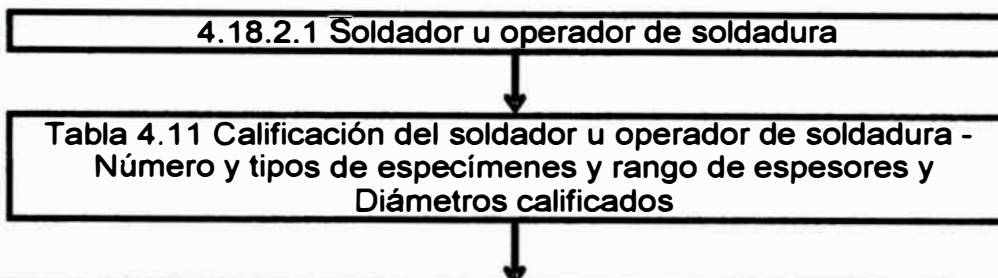 4.18.2.1 Soldador u operador de soldadura
Tabla 4.11 Calificación del soldador u operador de soldadura -
Número y tipos de especímenes y rango de espesores y
Diámetros calificados